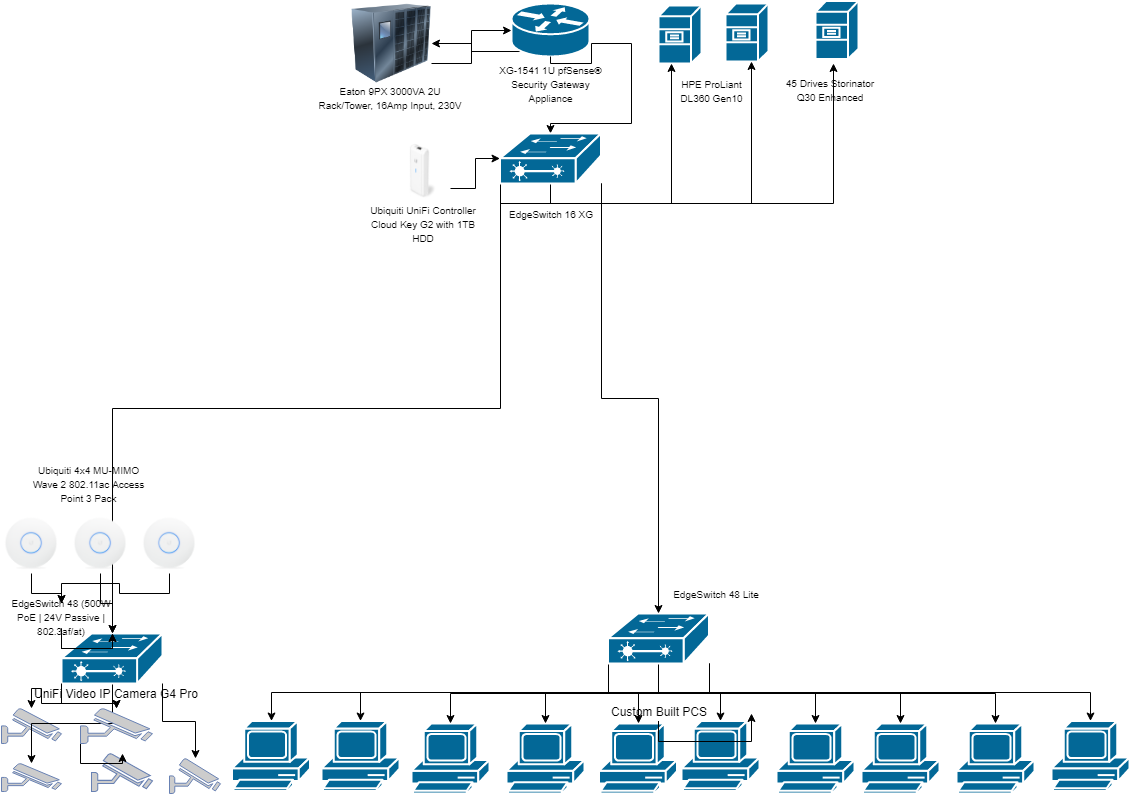 XG-1541 1U pfSense®
Security Gateway
Appliance
Eaton 9PX 3000VA 2U
Rack/Tower, 16Amp Input, 230V
HPE ProLiant
DL360 Gen10
45 Drives Storinator
Q30 Enhanced
Ubiquiti UniFi Controller
Cloud Key G2 with 1TB
HDD
EdgeSwitch 16 XG
Ubiquiti 4x4 MU-MIMO
Wave 2 802.11ac Access
Point 3 Pack
EdgeSwitch 48 (500W
PoE | 24V Passive |
802.3af/at)
EdgeSwitch 48 Lite
UniFi Video IP Camera G4 Pro
Custom Built PCS